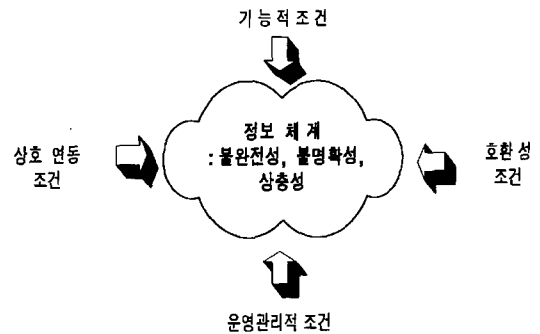 기능적조건
정보 체계
: 불완전성, 불명확성,
상충성
상호 연동
조건
호환성
조건
운영관리적 조건